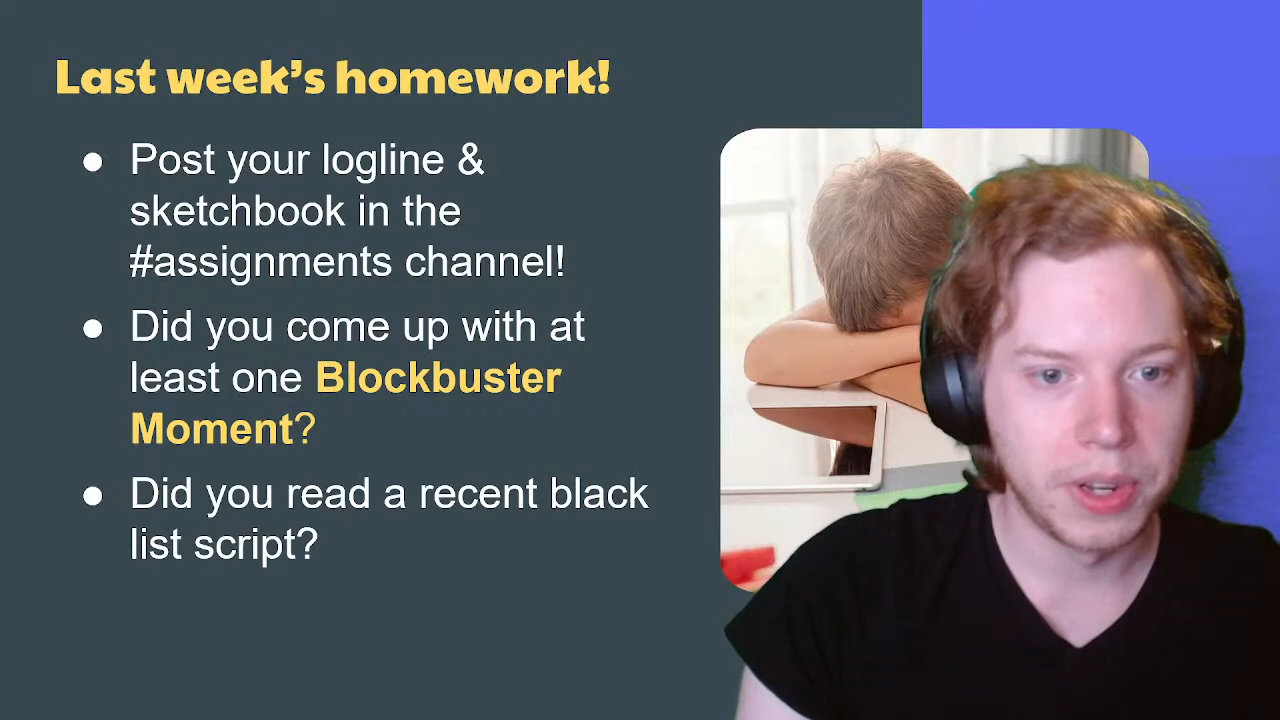 Last week's homework!
● Post your logline &
sketchbook in the
#assignments channel!
● Did you come up with at
least one Blockbuster
Moment?
● Did you read a recent black
list script?